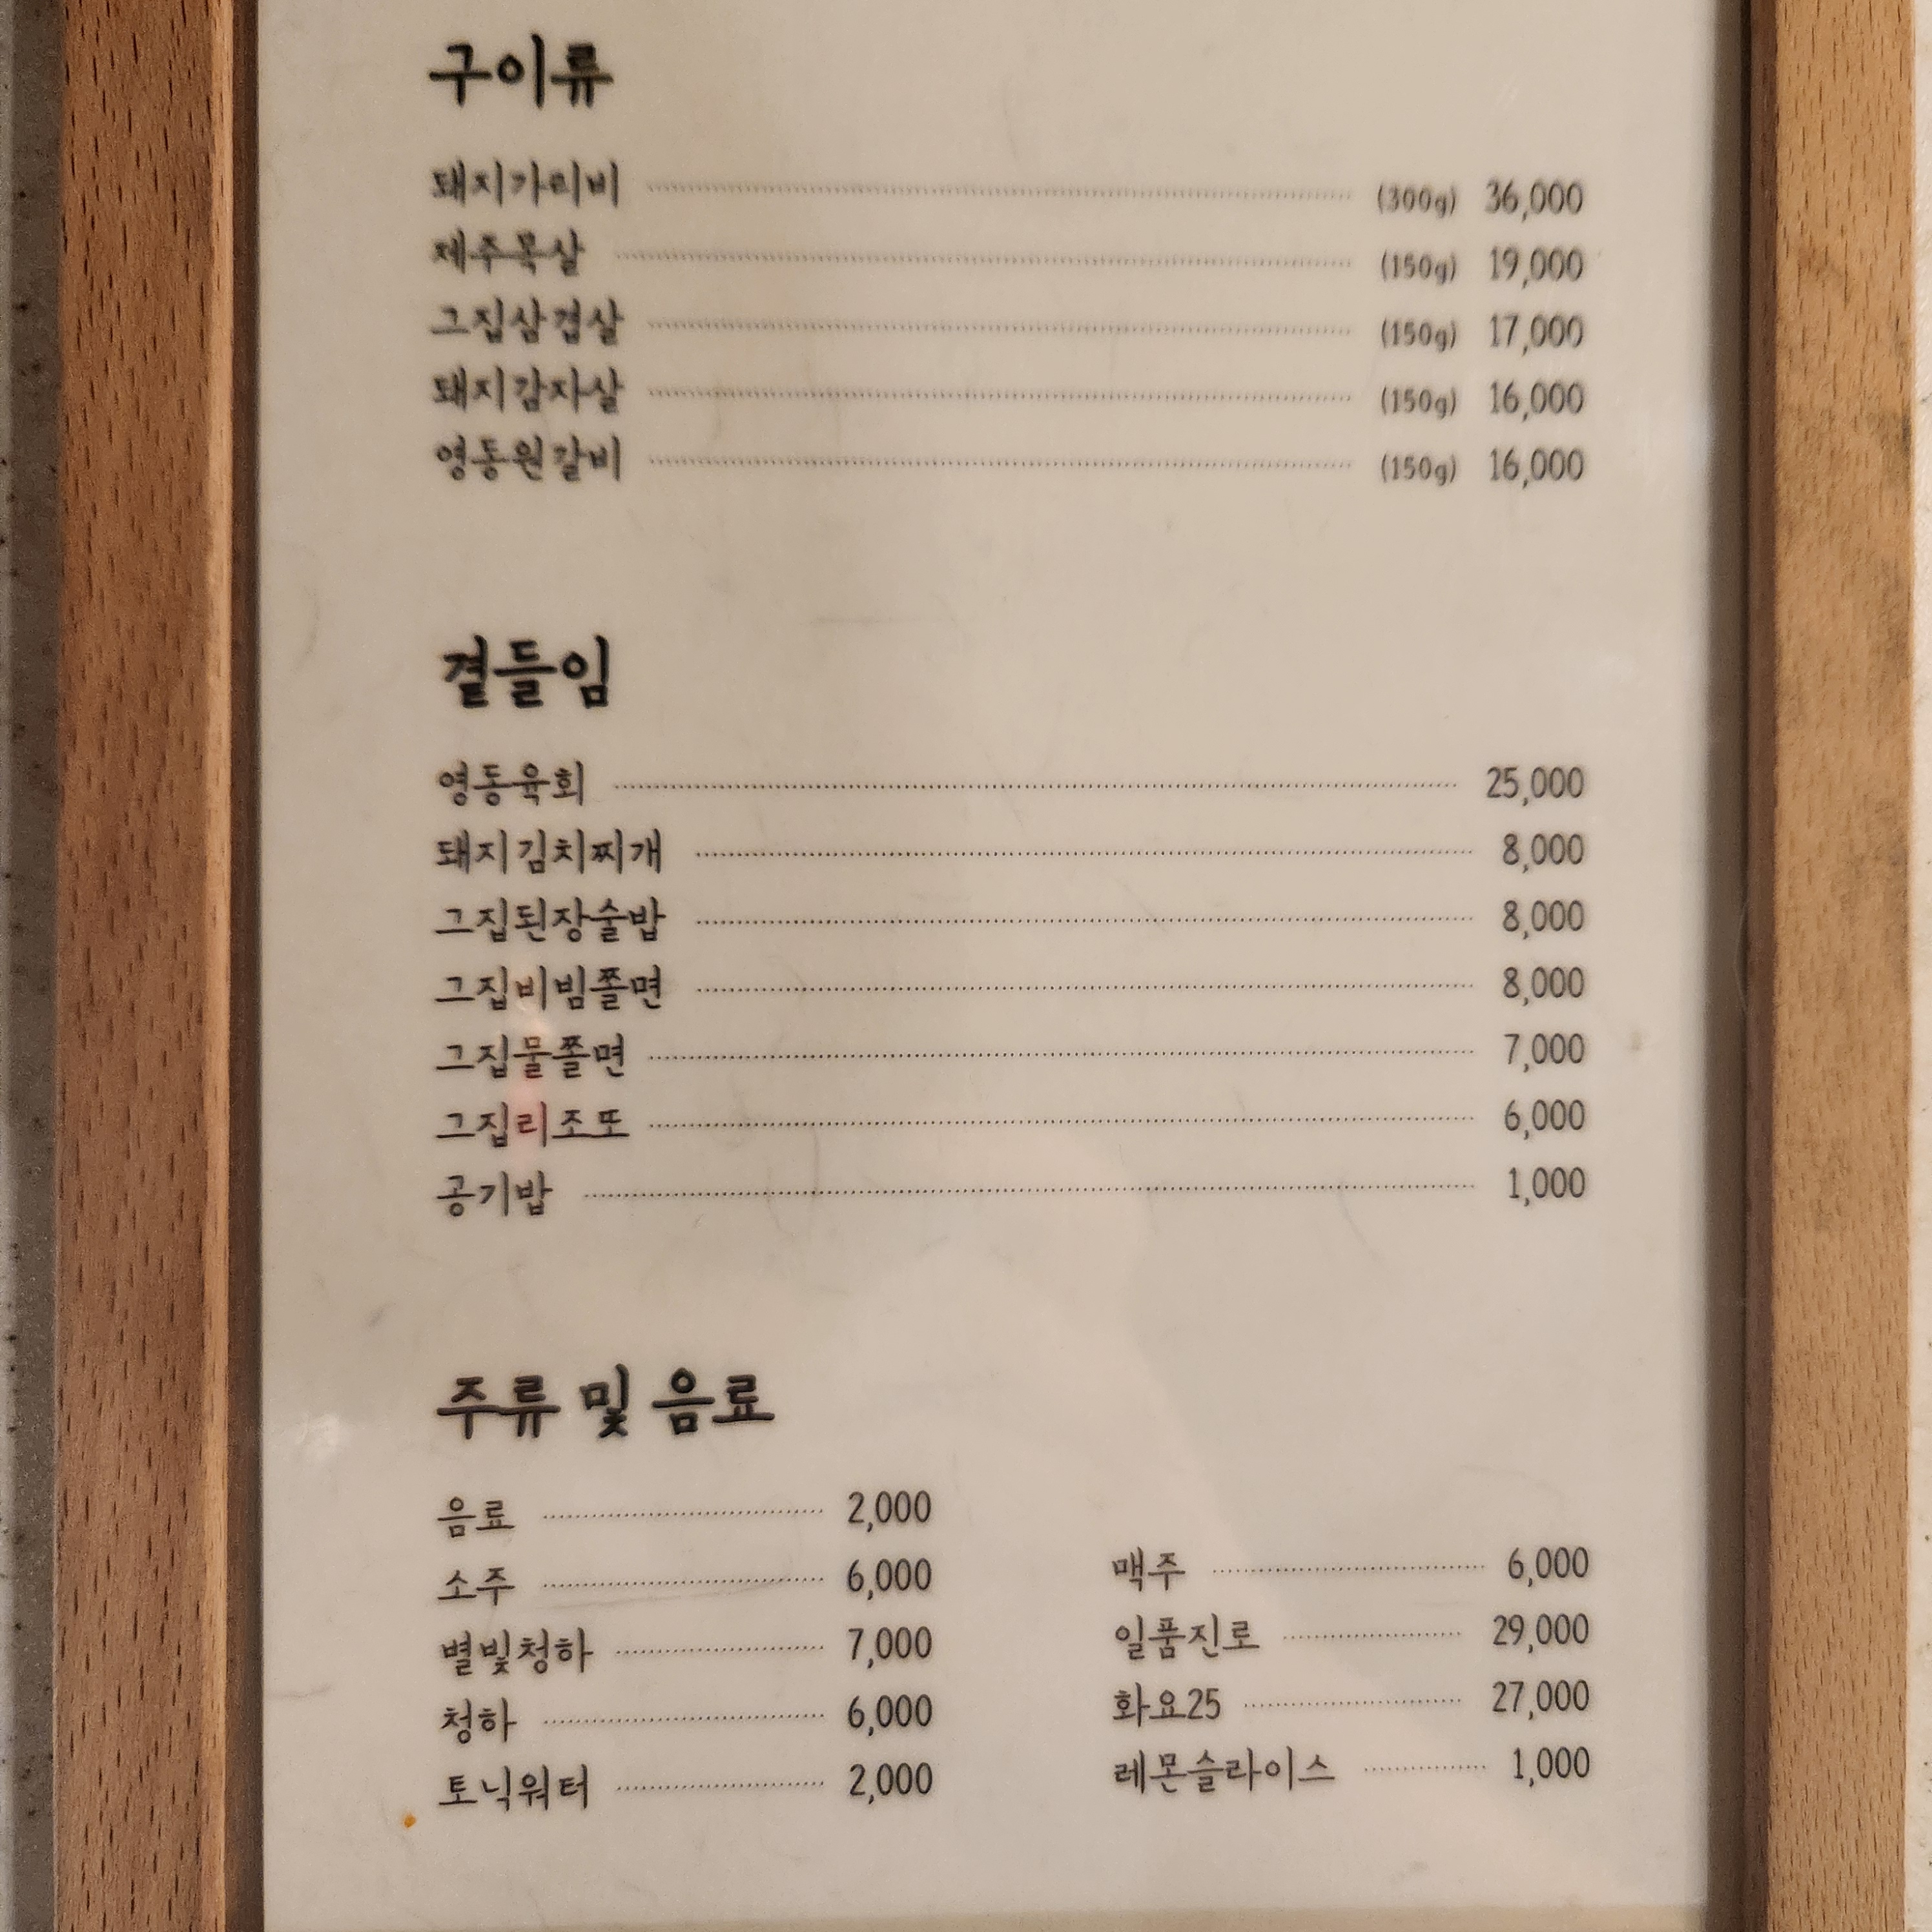 구이류
돼지가리비 (300g) 36,000
제주목살 (150g) 19,000
그집삼겹살 (150g) 17,000
돼지감자살 (150g) 16,000
영동원갈비 (150g) 16,000
곁들임
영동육회 25,000
돼지김치찌개 8,000
그집된장술밥 8,000
그집비빔쫄면 8,000
그집물쫄면 7,000
그집리조또 6,000
공기밥 1,000
주류 및 음료
음료 2,000
소주 6,000
별빛청하 7,000
청하 6,000
토닉워터 2,000
맥주 6,000
일품진로 29,000
화요25 27,000
레몬슬라이스 1,000